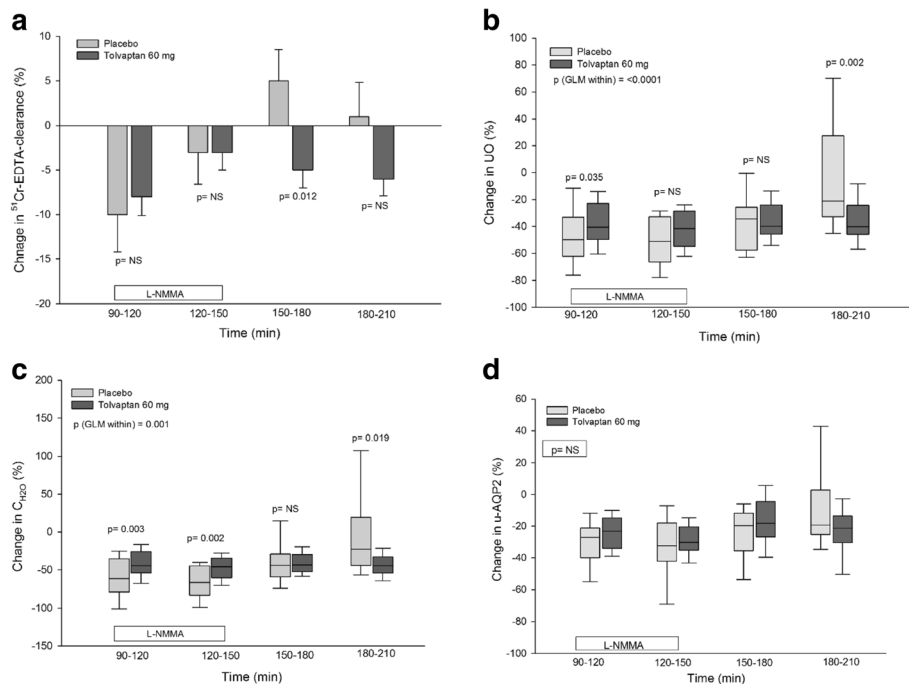 a
Placebo
Tolvaptan 60 mg
Chnage in ⁵¹Cr-EDTA-clearance (%)
10
5
0
-5
-10
-15
-20
p= NS
p= NS
p= 0.012
p= NS
L-NMMA
90-120 120-150 150-180 180-210
Time (min)
b
Placebo
Tolvaptan 60 mg
p (GLM within) = <0.0001
Change in UO (%)
100
80
60
40
20
-0
-20
-40
-60
-80
-100
p= 0.035
p= NS
p= NS
p= 0.002
L-NMMA
90-120 120-150 150-180 180-210
Time (min)
c
Placebo
Tolvaptan 60 mg
p (GLM within) = 0.001
Change in C_H2O (%)
200
150
100
50
-0
-50
-100
-150
p= 0.003
p= 0.002
p= NS
p= 0.019
L-NMMA
90-120 120-150 150-180 180-210
Time (min)
d
Placebo
Tolvaptan 60 mg
p= NS
Change in u-AQP2 (%)
60
40
20
-0
-20
-40
-60
-80
-100
L-NMMA
90-120 120-150 150-180 180-210
Time (min)